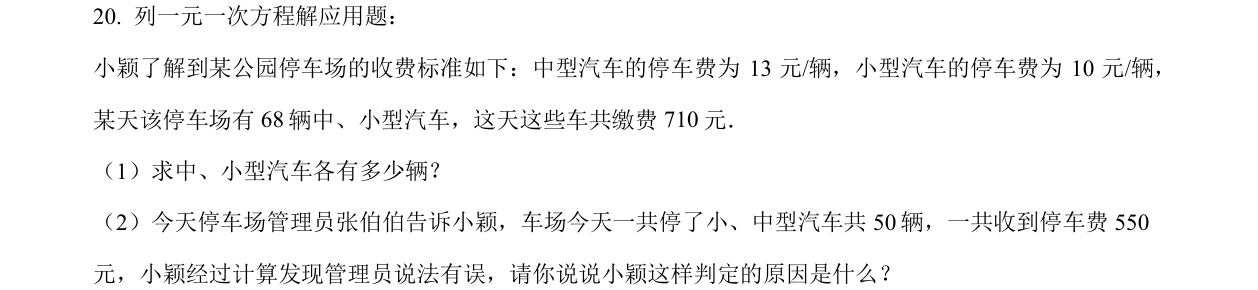 20. 列一元一次方程解应用题：
小颖了解到某公园停车场的收费标准如下：中型汽车的停车费为 13 元/辆，小型汽车的停车费为 10 元/辆，
某天该停车场有 68 辆中、小型汽车，这天这些车共缴费 710 元．
（1）求中、小型汽车各有多少辆？
（2）今天停车场管理员张伯伯告诉小颖，车场今天一共停了小、中型汽车共 50 辆，一共收到停车费 550
元，小颖经过计算发现管理员说法有误，请你说说小颖这样判定的原因是什么？